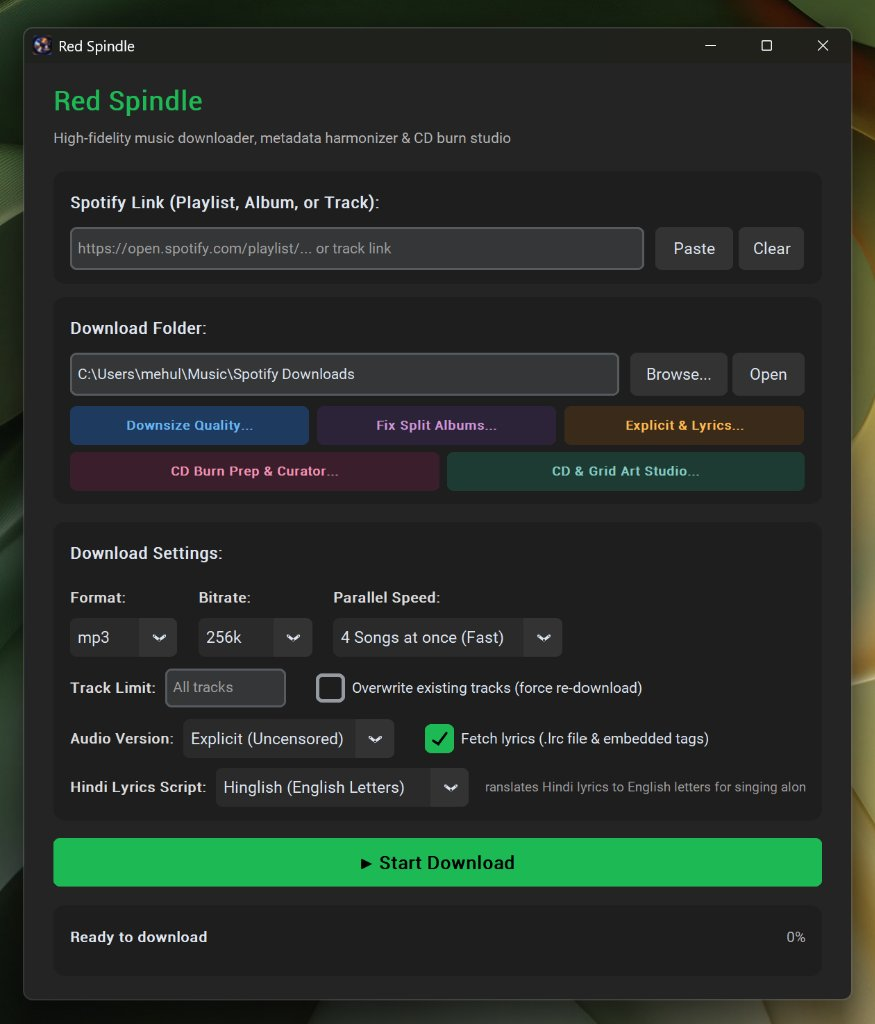 Red Spindle
Red Spindle
High-fidelity music downloader, metadata harmonizer & CD burn studio
Spotify Link (Playlist, Album, or Track):
https://open.spotify.com/playlist/... or track link
Paste
Clear
Download Folder:
C:\Users\mehul\Music\Spotify Downloads
Browse...
Open
Downsize Quality...
Fix Split Albums...
Explicit & Lyrics...
CD Burn Prep & Curator...
CD & Grid Art Studio...
Download Settings:
Format:
Bitrate:
Parallel Speed:
mp3
256k
4 Songs at once (Fast)
Track Limit:
All tracks
Overwrite existing tracks (force re-download)
Audio Version:
Explicit (Uncensored)
Fetch lyrics (.lrc file & embedded tags)
Hindi Lyrics Script:
Hinglish (English Letters)
ranslates Hindi lyrics to English letters for singing alon
► Start Download
Ready to download
0%